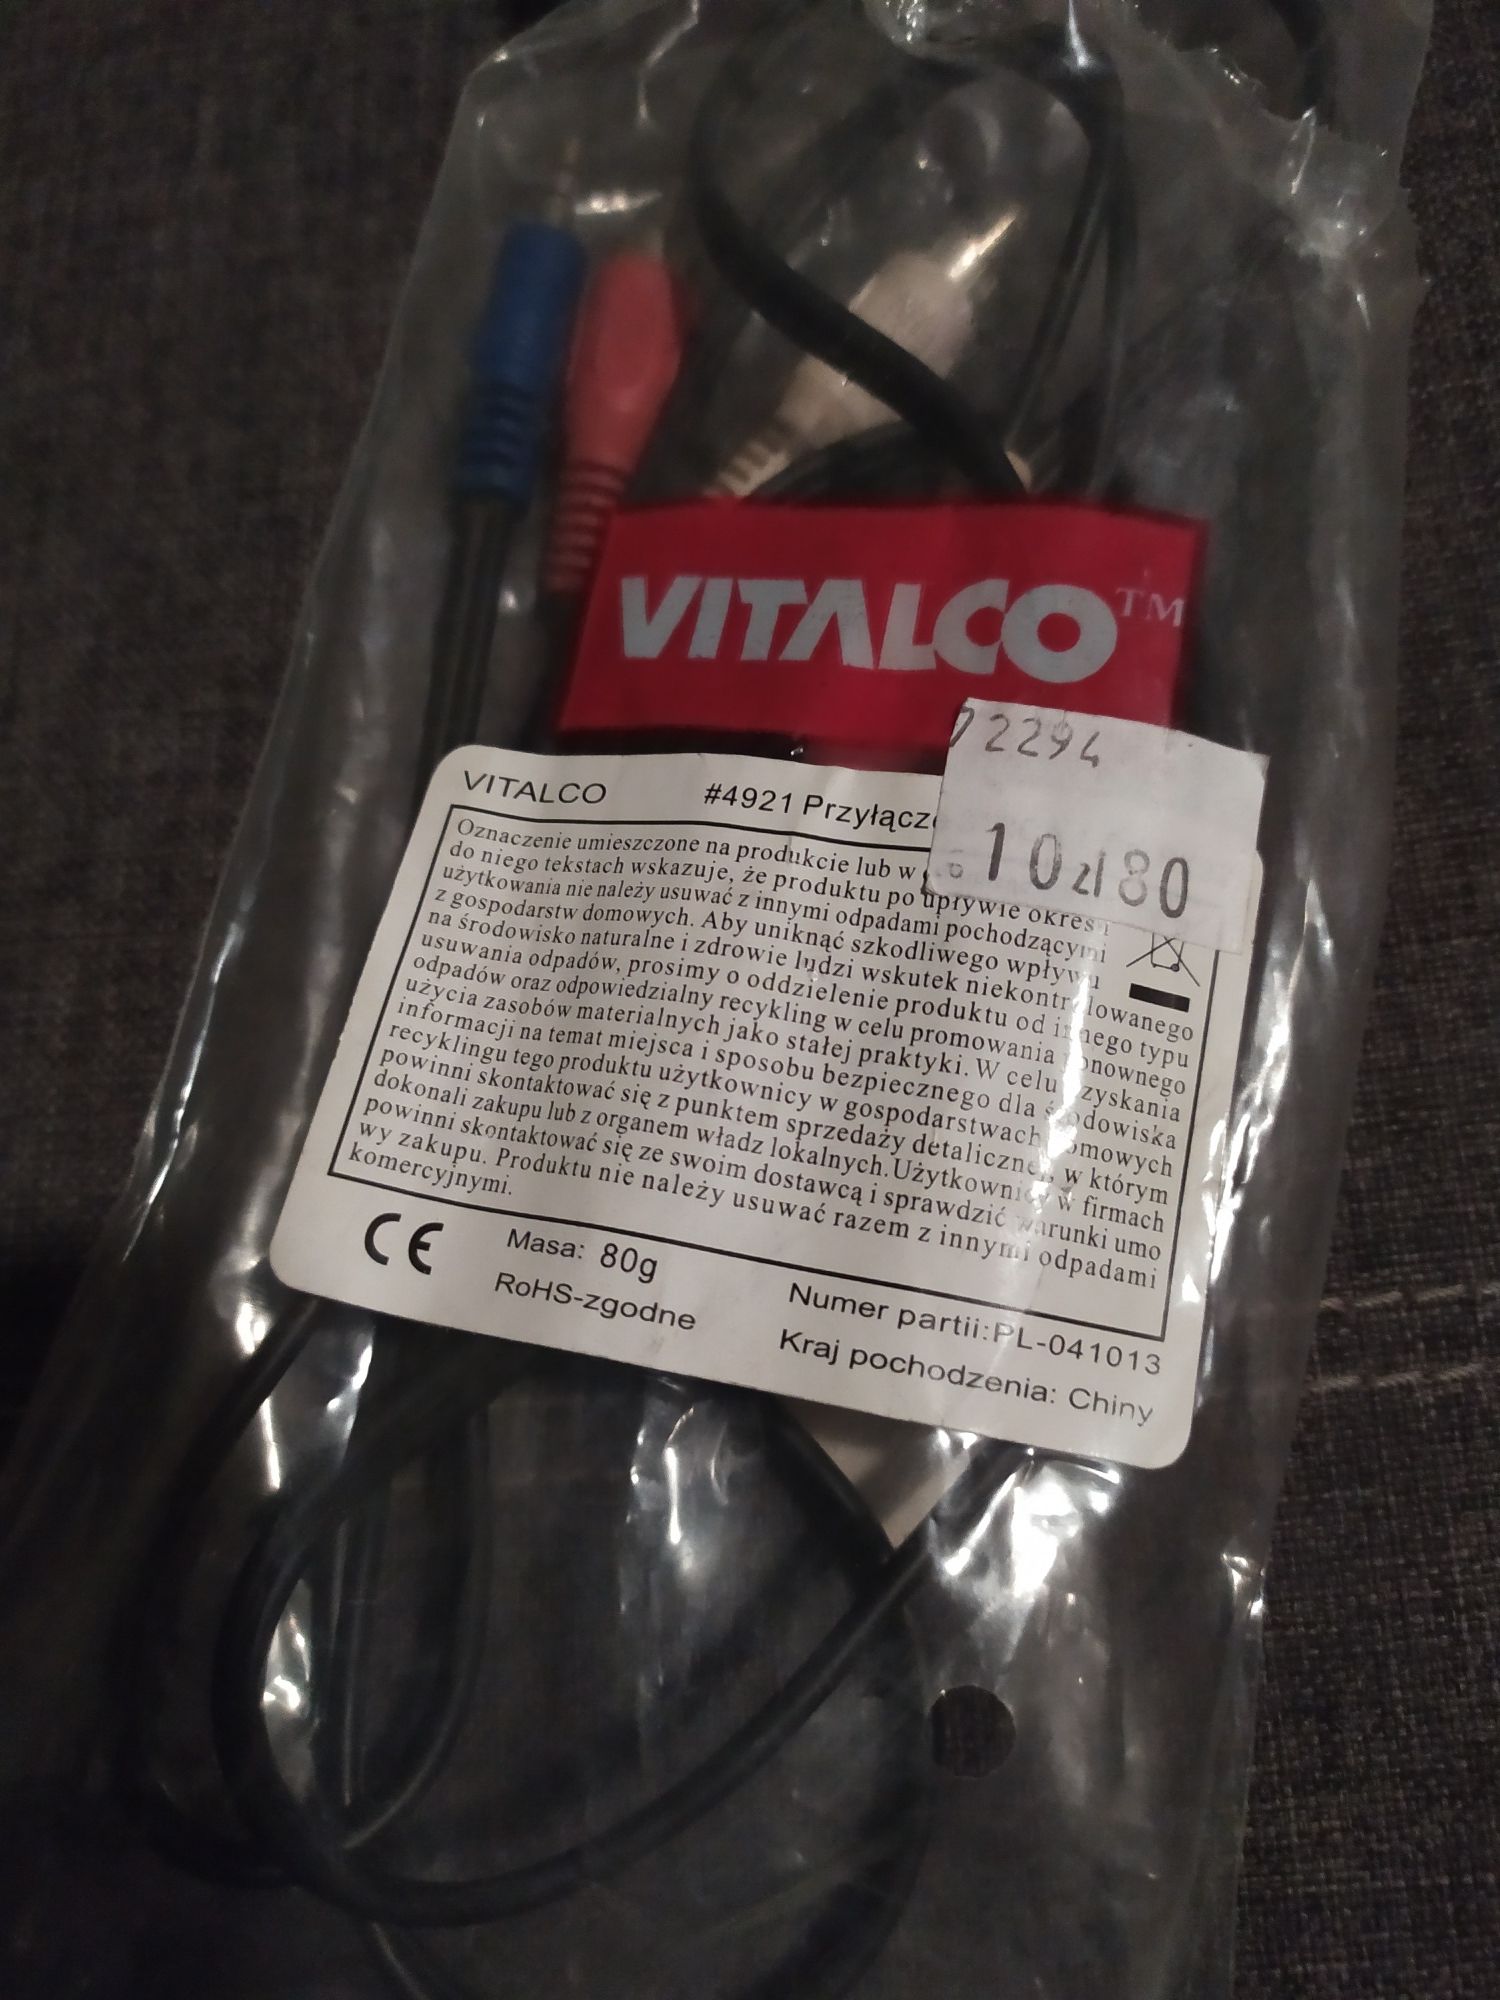 VITALCO™
72294
10zł80
VITALCO #4921
Oznaczenie umieszczone na produkcie lub w
do niego tekstach wskazuje, że produktu po upływie
użytkowania nie należy usuwać z innymi odpadami pochodzącymi
z gospodarstw domowych. Aby uniknąć szkodliwego wpływu
na środowisko naturalne i zdrowie ludzi wskutek niekontrolowanego
usuwania odpadów, prosimy o oddzielenie produktu od innego typu
odpadów oraz odpowiedzialny recykling w celu promowania ponownego
użycia zasobów materialnych jako stałej praktyki. W celu uzyskania
informacji na temat miejsca i sposobu bezpiecznego dla środowiska
recyklingu tego produktu użytkownicy w gospodarstwach domowych
powinni skontaktować się z punktem sprzedaży detalicznej, w którym
dokonali zakupu lub z organem władz lokalnych.Użytkownicy w firmach
powinni skontaktować się ze swoim dostawcą i sprawdzić warunki umo
wy zakupu. Produktu nie należy usuwać razem z innymi odpadami
komercyjnymi.
CE Masa: 80g Numer partii:PL-041013
RoHS-zgodne Kraj pochodzenia: Chiny